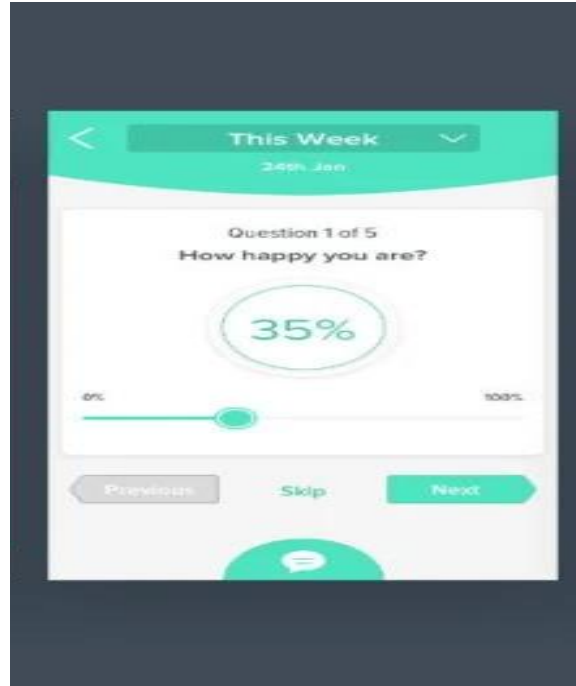 This Week
24th Jan
Question 1 of 5
How happy you are?
35%
0% 100%
Previous Skip Next